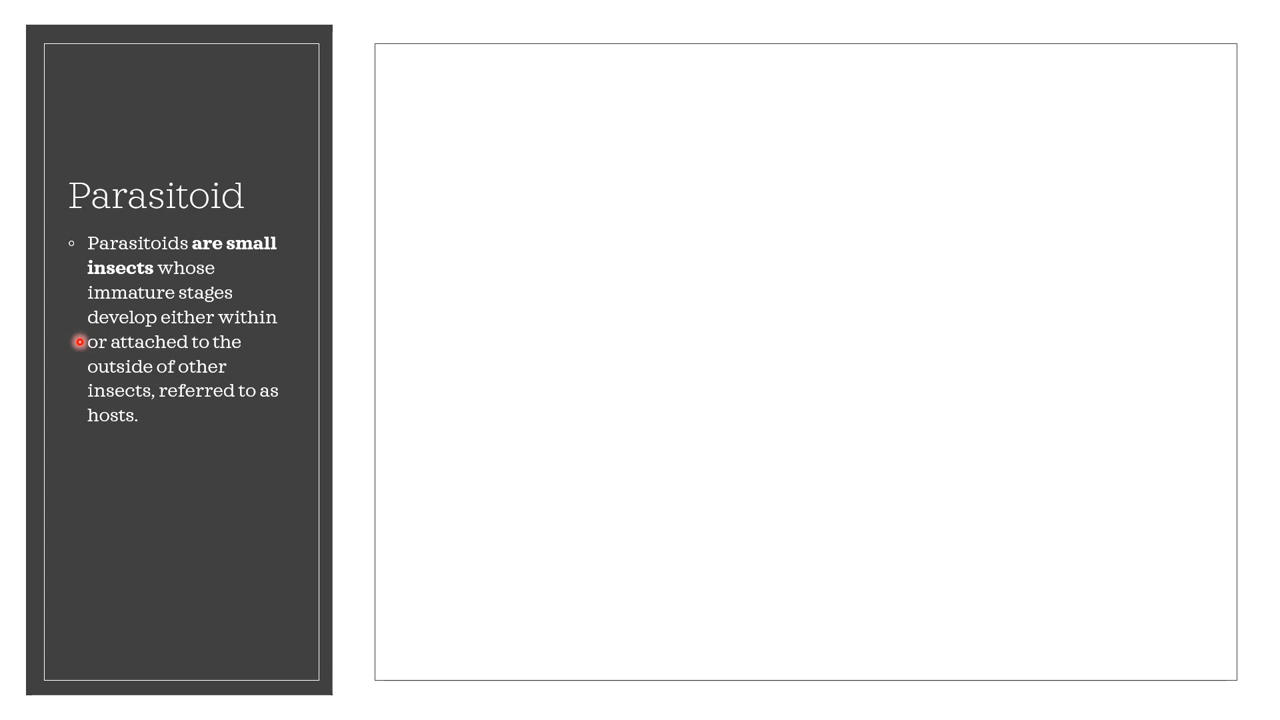 Parasitoid
Parasitoids are small
insects whose
immature stages
develop either within
or attached to the
outside of other
insects, referred to as
hosts.